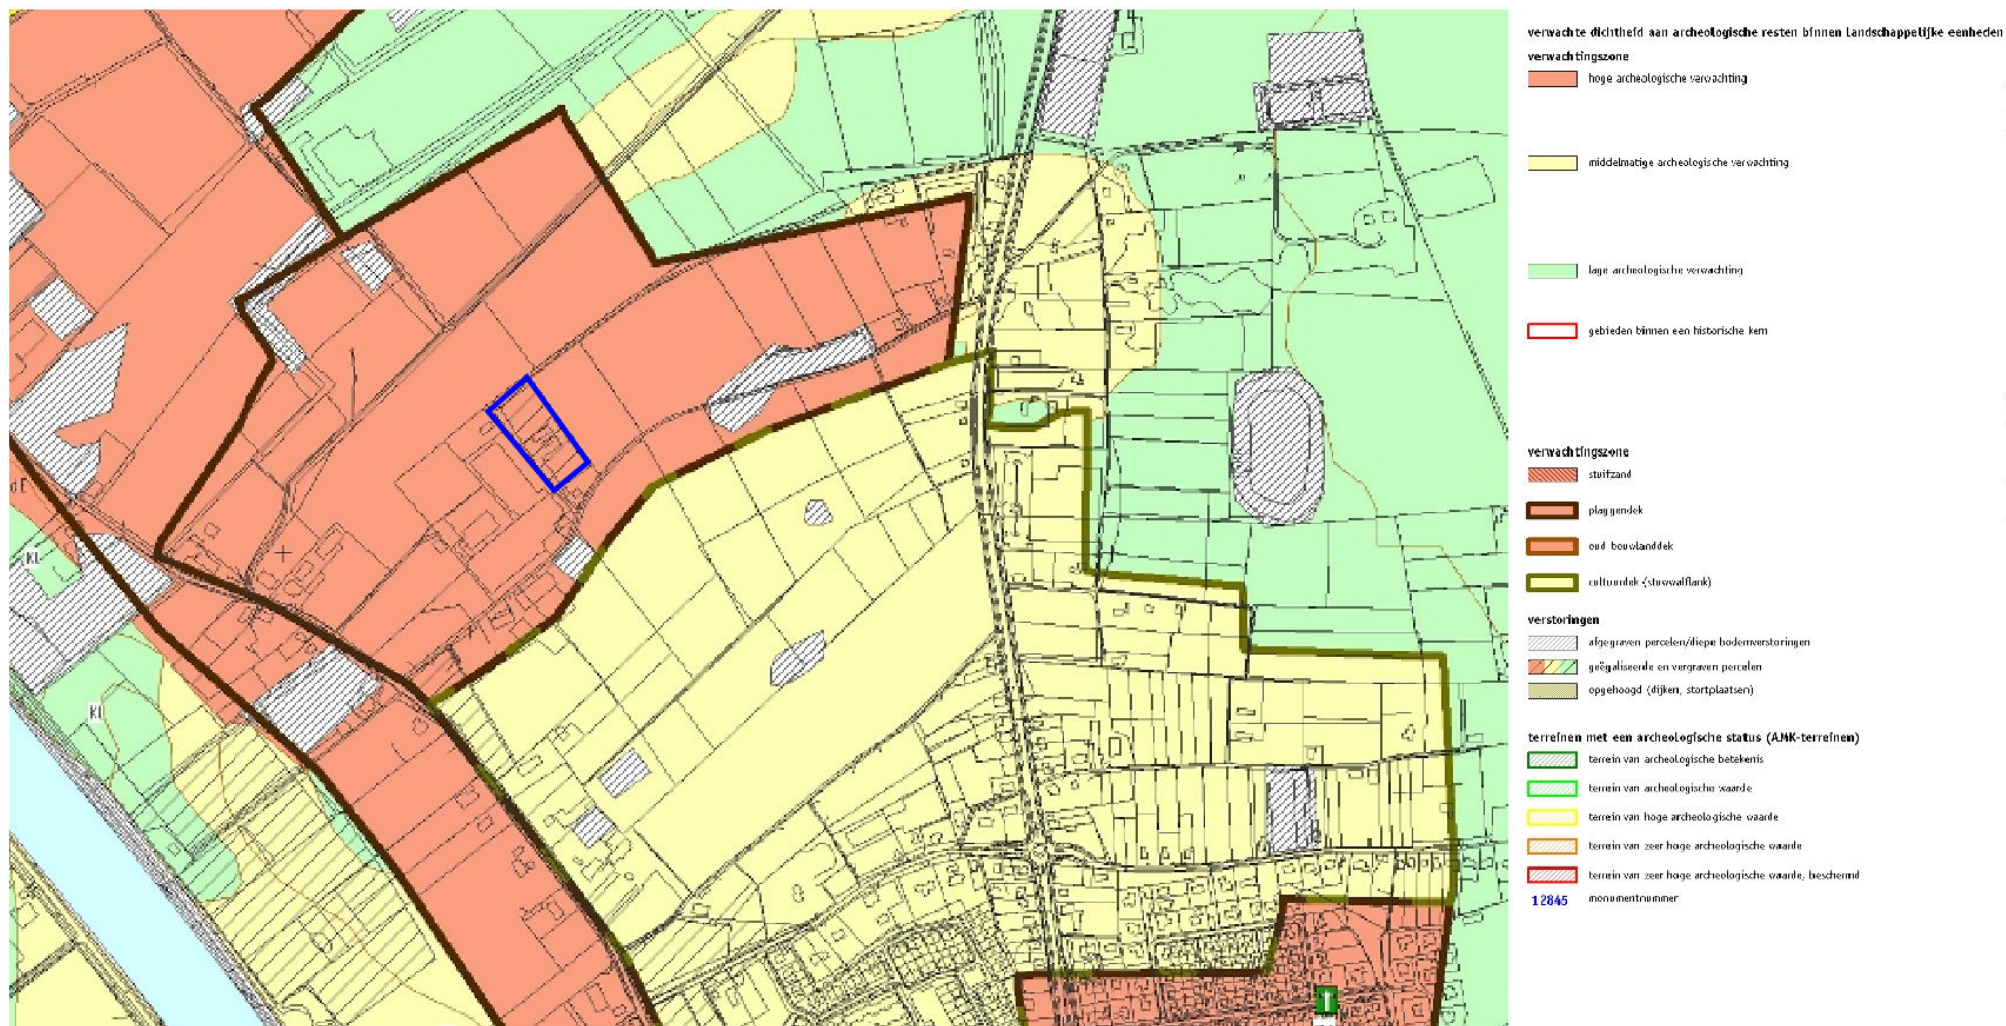 verwachte dichtheid aan archeologische resten binnen landschappelijke eenheden
verwachtingszone
hoge archeologische verwachting
middelmatige archeologische verwachting
lage archeologische verwachting
gebieden binnen een historische kern
verwachtingszone
stuifzand
plaggendek
oud bouwlanddek
cultuurdek (stuwwalflank)
verstoringen
afgegraven percelen/diepe bodemverstoringen
geëgaliseerde en vergraven percelen
opgehoogd (dijken, stortplaatsen)
terreinen met een archeologische status (AMK-terreinen)
terrein van archeologische betekenis
terrein van archeologische waarde
terrein van hoge archeologische waarde
terrein van zeer hoge archeologische waarde
terrein van zeer hoge archeologische waarde, beschermd
12845 monumentnummer
d E
KL
KL